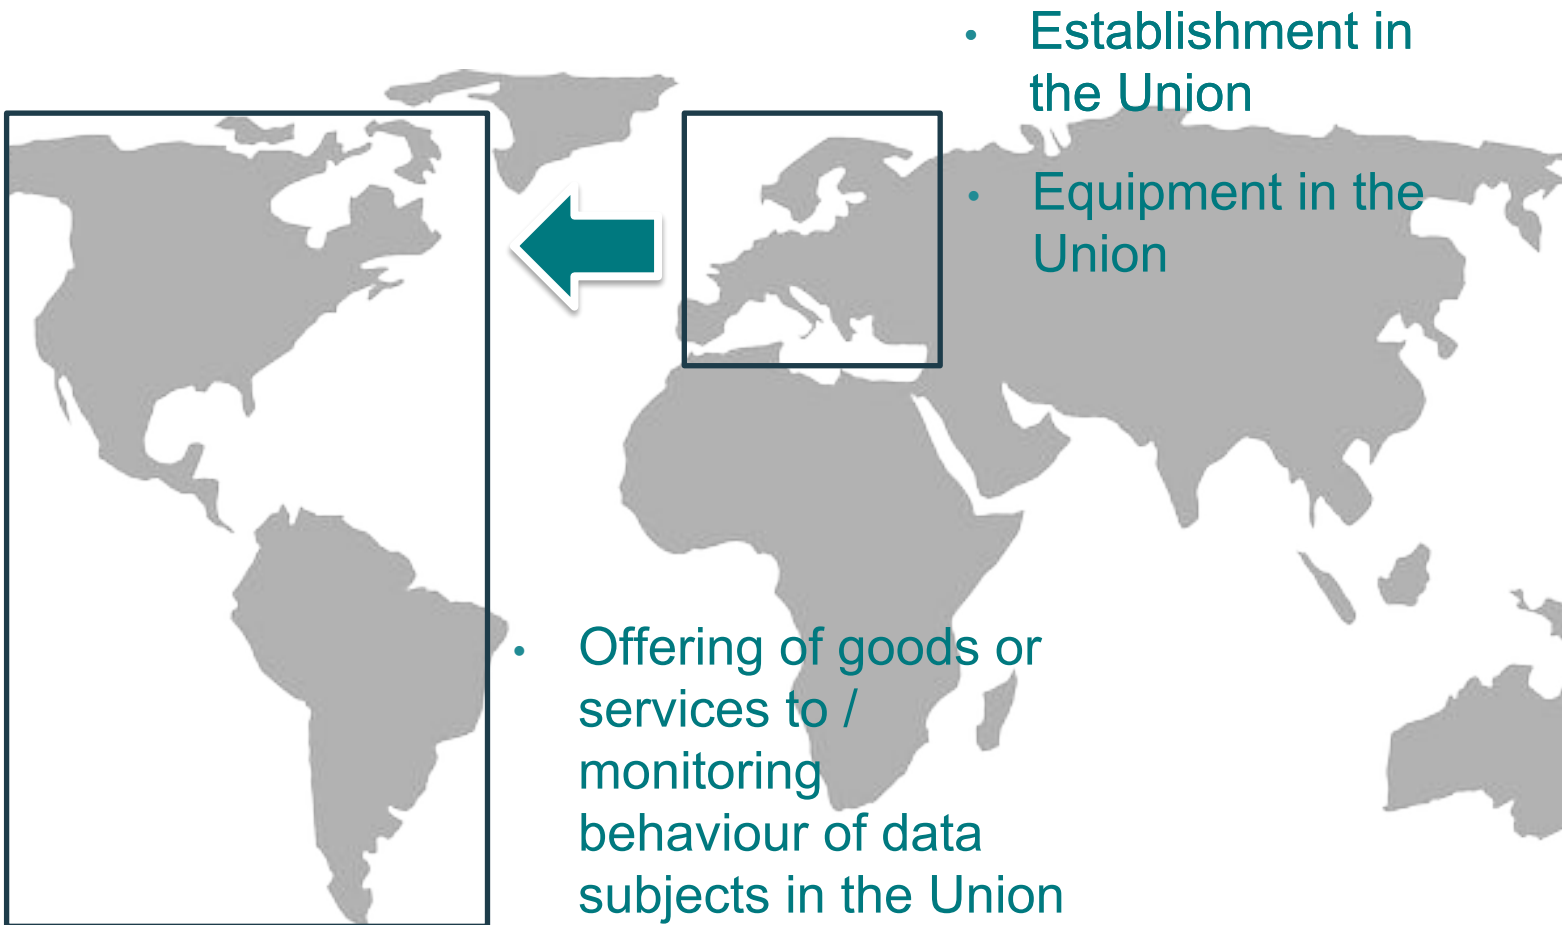 • Establishment in
the Union
• Equipment in the
Union
• Offering of goods or
services to /
monitoring
behaviour of data
subjects in the Union